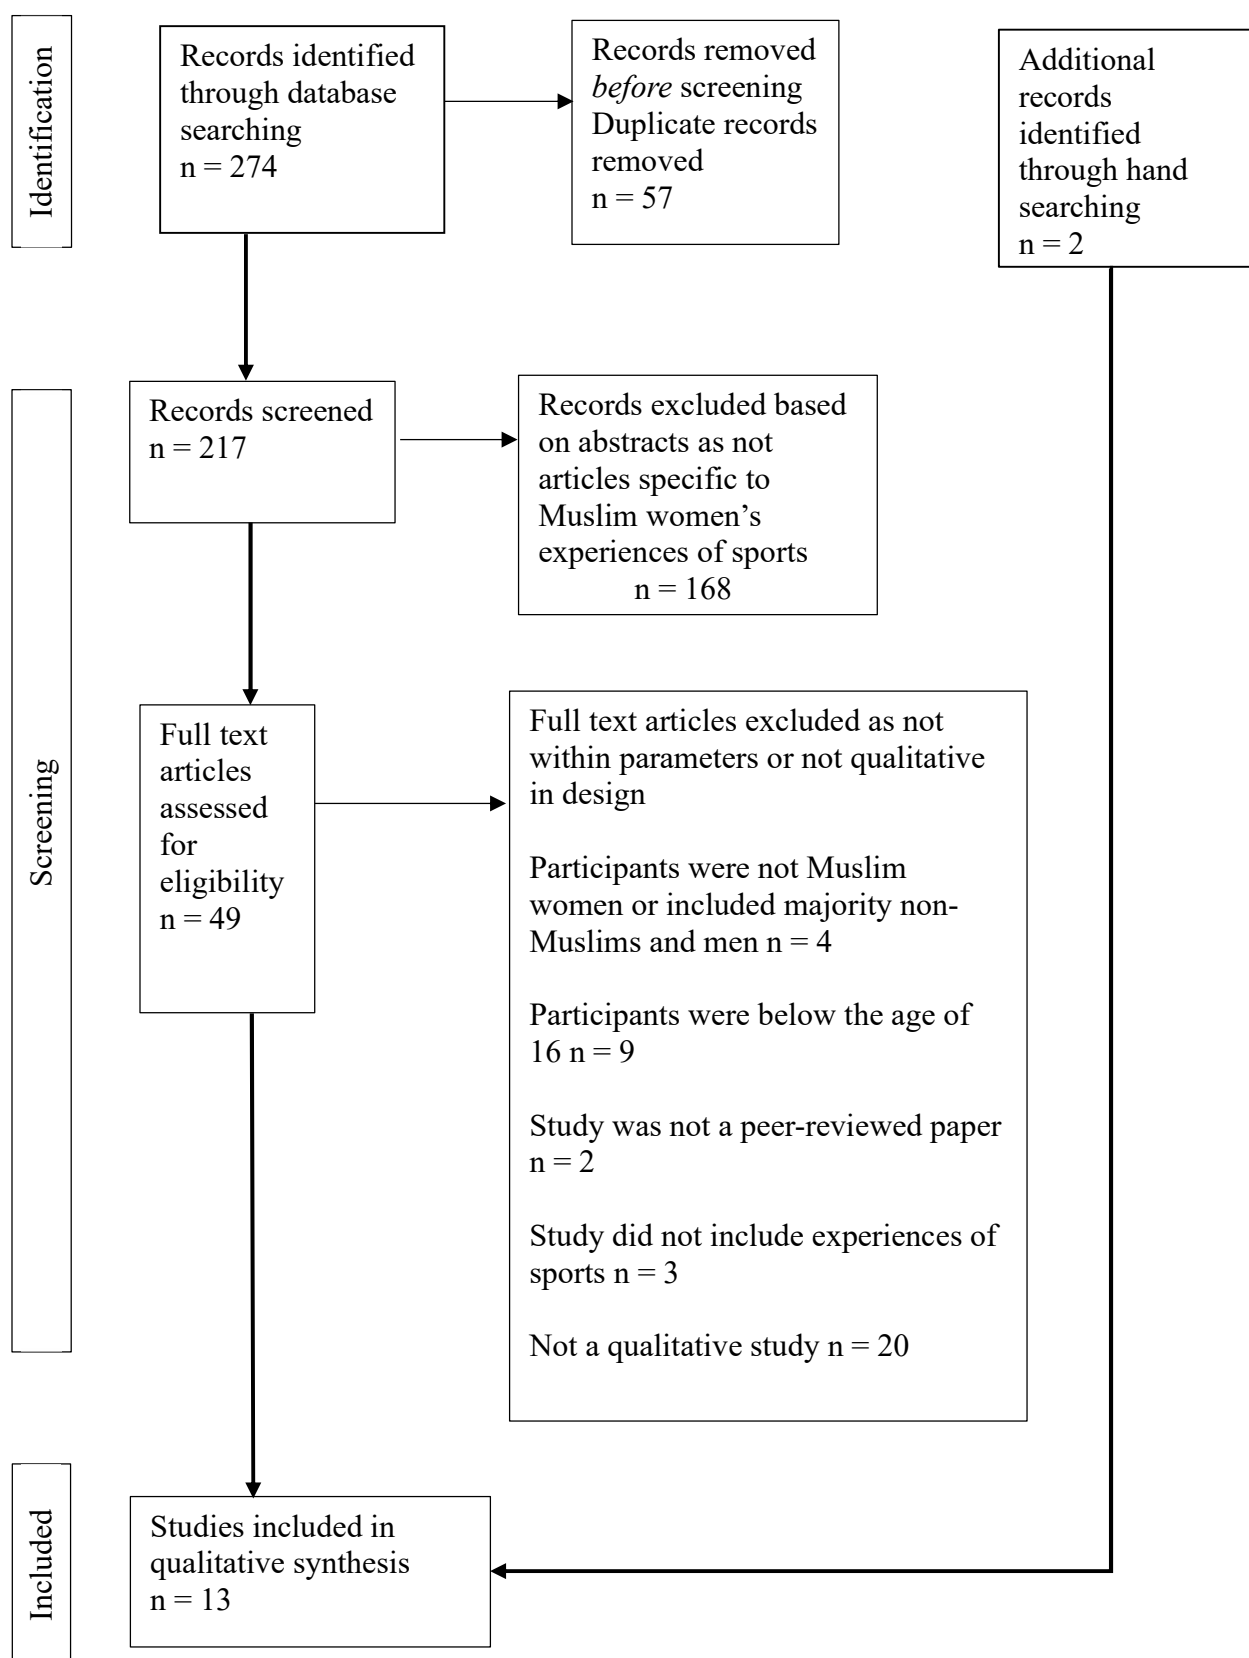 Identification
Records identified
through database
searching
n = 274
Records removed
before screening
Duplicate records
removed
n = 57
Additional
records
identified
through hand
searching
n = 2
Screening
Records screened
n = 217
Records excluded based
on abstracts as not
articles specific to
Muslim women’s
experiences of sports
n = 168
Full text
articles
assessed
for
eligibility
n = 49
Full text articles excluded as not
within parameters or not qualitative
in design
Participants were not Muslim
women or included majority non-
Muslims and men n = 4
Participants were below the age of
16 n = 9
Study was not a peer-reviewed paper
n = 2
Study did not include experiences of
sports n = 3
Not a qualitative study n = 20
Included
Studies included in
qualitative synthesis
n = 13